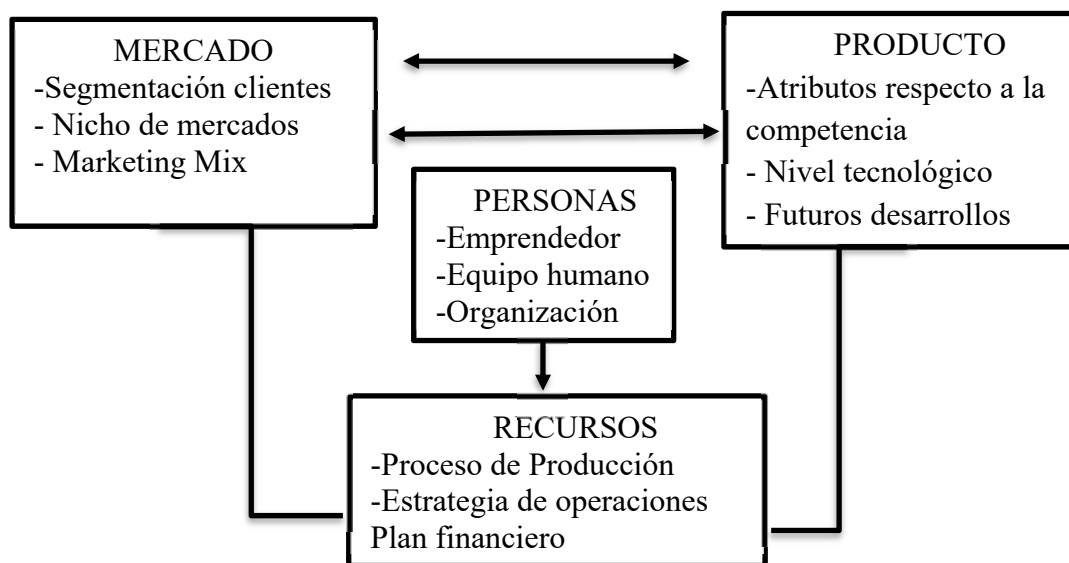 MERCADO
-Segmentación clientes
- Nicho de mercados
- Marketing Mix
PRODUCTO
-Atributos respecto a la
competencia
- Nivel tecnológico
- Futuros desarrollos
PERSONAS
-Emprendedor
-Equipo humano
-Organización
RECURSOS
-Proceso de Producción
-Estrategia de operaciones
Plan financiero